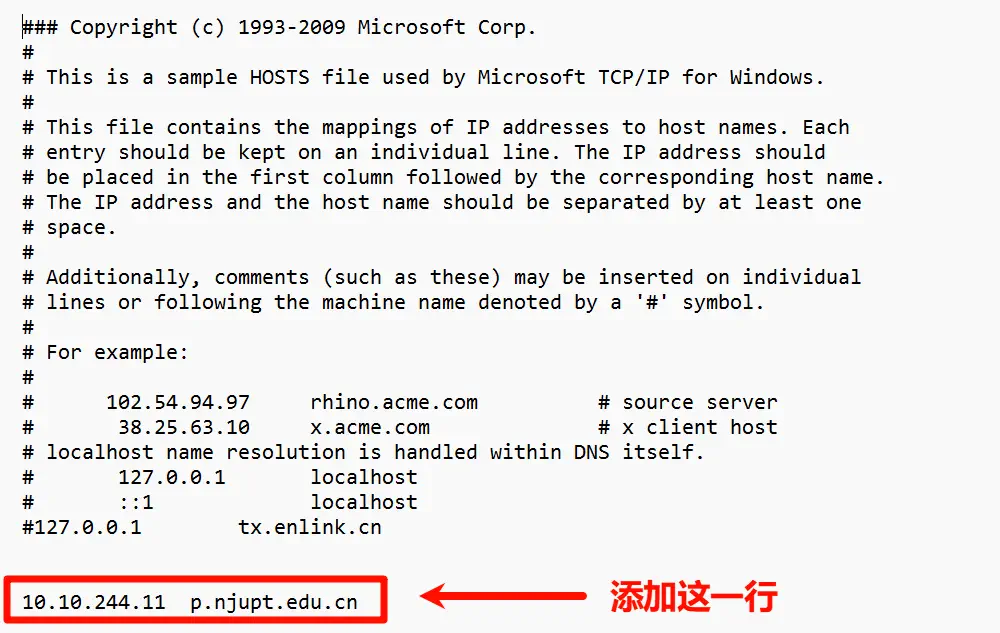 ### Copyright (c) 1993-2009 Microsoft Corp.
#
# This is a sample HOSTS file used by Microsoft TCP/IP for Windows.
#
# This file contains the mappings of IP addresses to host names. Each
# entry should be kept on an individual line. The IP address should
# be placed in the first column followed by the corresponding host name.
# The IP address and the host name should be separated by at least one
# space.
#
# Additionally, comments (such as these) may be inserted on individual
# lines or following the machine name denoted by a '#' symbol.
#
# For example:
#
#      102.54.94.97     rhino.acme.com          # source server
#       38.25.63.10     x.acme.com              # x client host
# localhost name resolution is handled within DNS itself.
#       127.0.0.1       localhost
#       ::1             localhost
#127.0.0.1        tx.enlink.cn
10.10.244.11  p.njupt.edu.cn 添加这一行